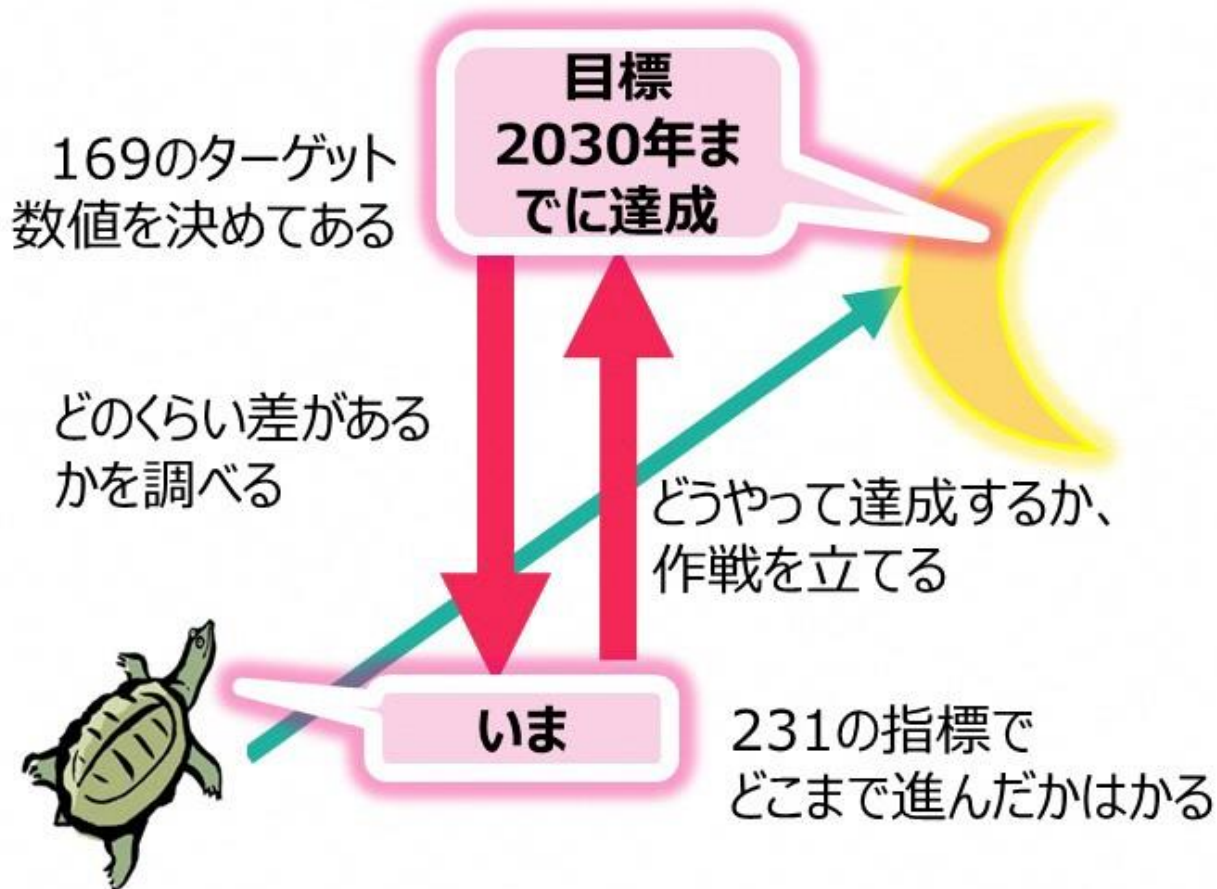 目標
2030年ま
でに達成
169のターゲット
数値を決めてある
どのくらい差がある
かを調べる
どうやって達成するか、
作戦を立てる
いま
231の指標で
どこまで進んだかはかる